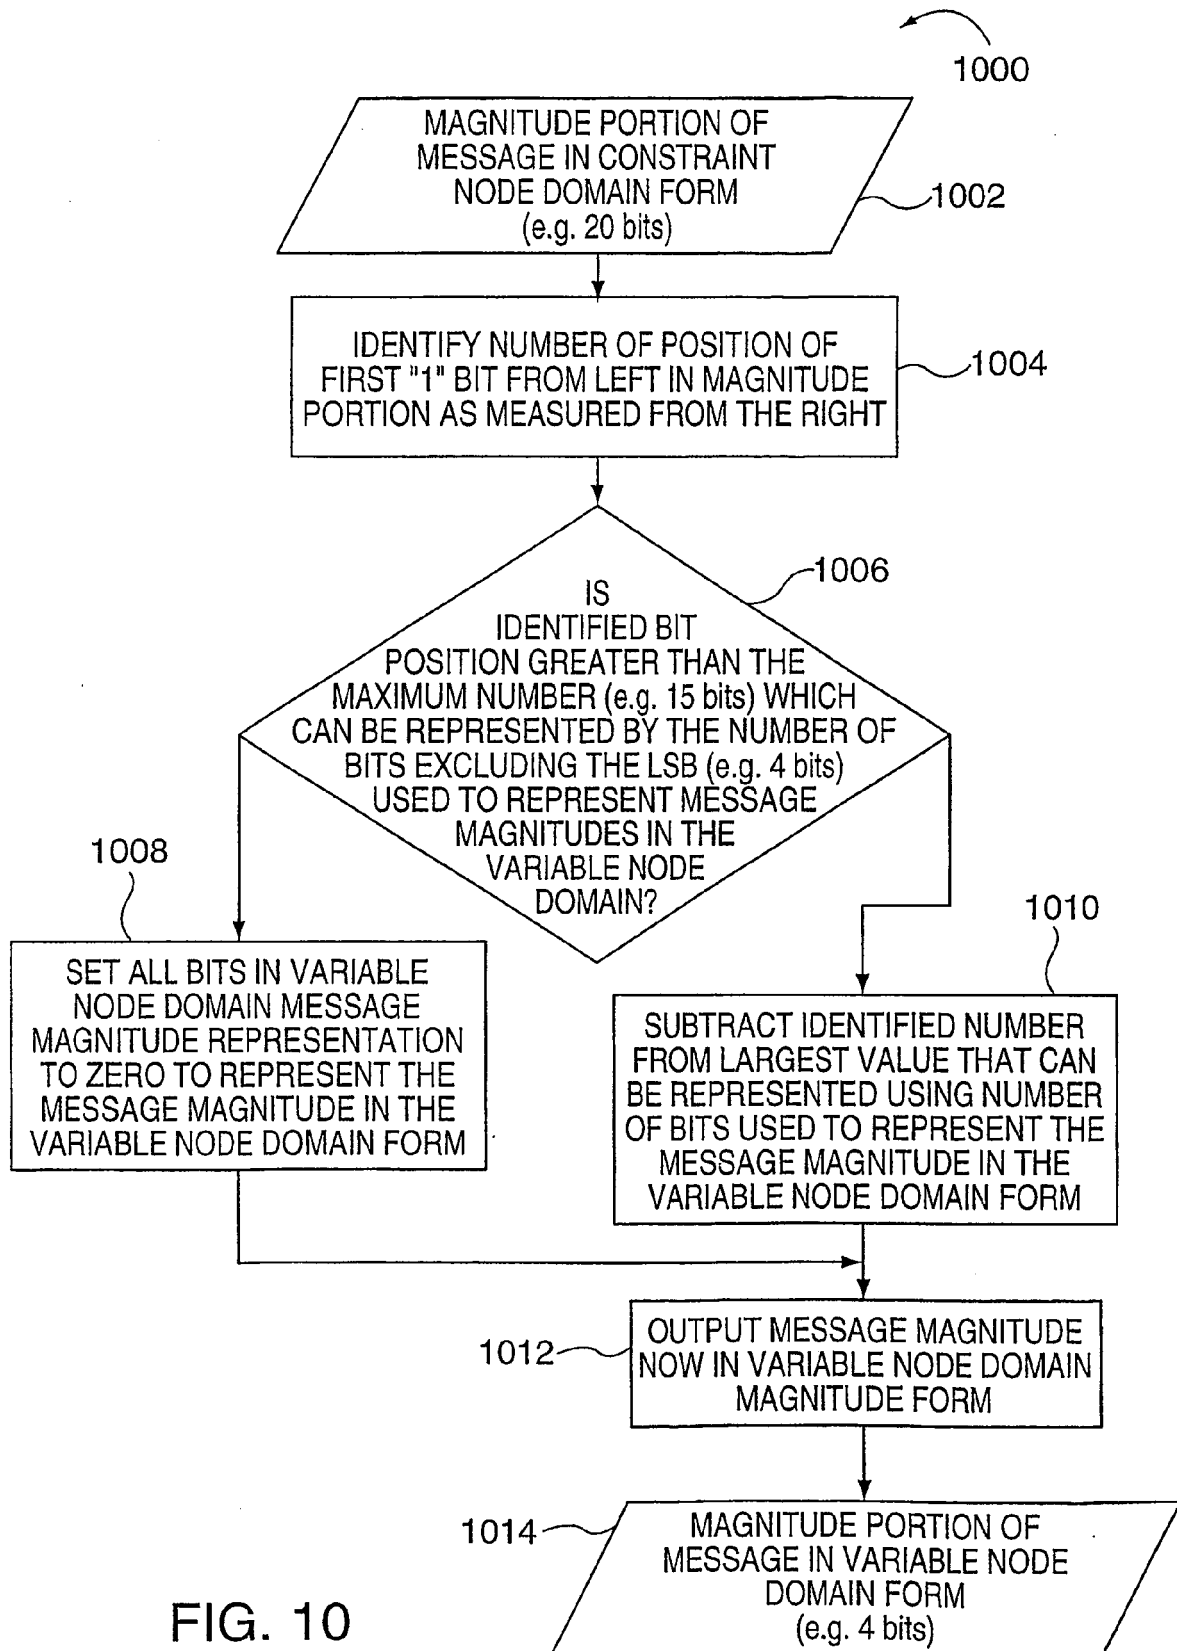 1000
MAGNITUDE PORTION OF
MESSAGE IN CONSTRAINT
NODE DOMAIN FORM
(e.g. 20 bits)
1002
IDENTIFY NUMBER OF POSITION OF
FIRST "1" BIT FROM LEFT IN MAGNITUDE
PORTION AS MEASURED FROM THE RIGHT
1004
IS
IDENTIFIED BIT
POSITION GREATER THAN THE
MAXIMUM NUMBER (e.g. 15 bits) WHICH
CAN BE REPRESENTED BY THE NUMBER OF
BITS EXCLUDING THE LSB (e.g. 4 bits)
USED TO REPRESENT MESSAGE
MAGNITUDES IN THE
VARIABLE NODE
DOMAIN?
1006
1008
SET ALL BITS IN VARIABLE
NODE DOMAIN MESSAGE
MAGNITUDE REPRESENTATION
TO ZERO TO REPRESENT THE
MESSAGE MAGNITUDE IN THE
VARIABLE NODE DOMAIN FORM
1010
SUBTRACT IDENTIFIED NUMBER
FROM LARGEST VALUE THAT CAN
BE REPRESENTED USING NUMBER
OF BITS USED TO REPRESENT THE
MESSAGE MAGNITUDE IN THE
VARIABLE NODE DOMAIN FORM
1012
OUTPUT MESSAGE MAGNITUDE
NOW IN VARIABLE NODE DOMAIN
MAGNITUDE FORM
1014
MAGNITUDE PORTION OF
MESSAGE IN VARIABLE NODE
DOMAIN FORM
(e.g. 4 bits)
FIG. 10